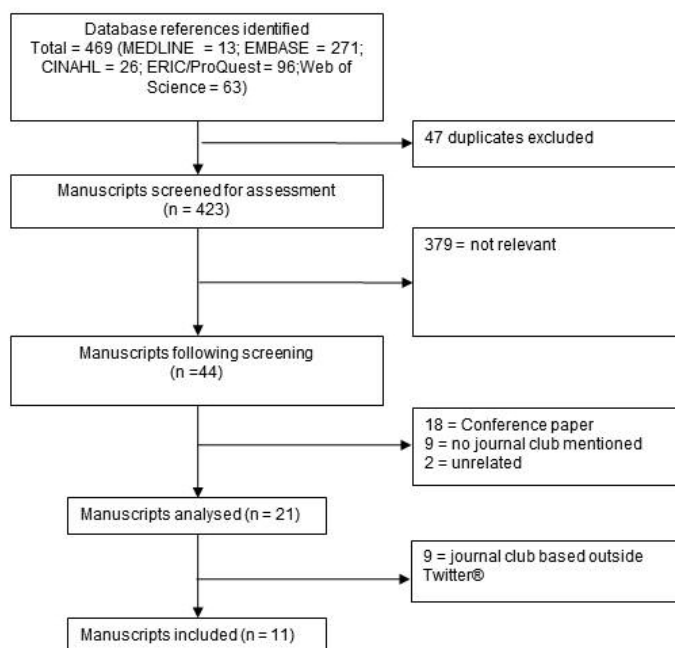 Database references identified
Total = 469 (MEDLINE = 13; EMBASE = 271;
CINAHL = 26; ERIC/ProQuest = 96;Web of
Science = 63)
47 duplicates excluded
Manuscripts screened for assessment
(n = 423)
379 = not relevant
Manuscripts following screening
(n =44)
18 = Conference paper
9 = no journal club mentioned
2 = unrelated
Manuscripts analysed (n = 21)
9 = journal club based outside
Twitter®
Manuscripts included (n = 11)